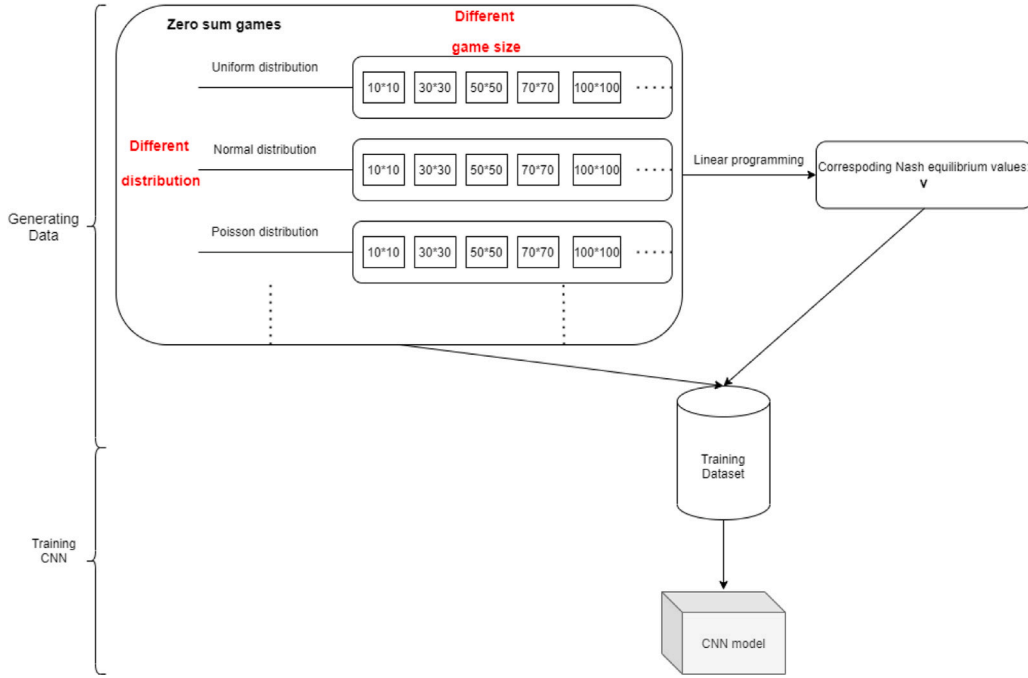 Zero sum games
Different
game size
Uniform distribution
10*10 30*30 50*50 70*70 100*100
Different
distribution
Normal distribution
10*10 30*30 50*50 70*70 100*100
Linear programming
Correspoding Nash equilibrium values:
V
Generating
Data
Poisson distribution
10*10 30*30 50*50 70*70 100*100
Training
Dataset
Training
CNN
CNN model